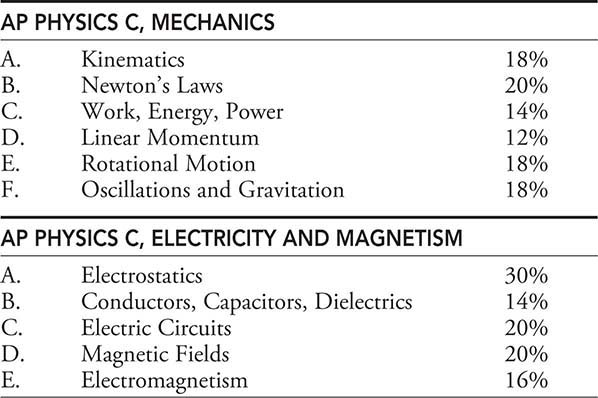 AP PHYSICS C, MECHANICS
A. Kinematics 18%
B. Newton’s Laws 20%
C. Work, Energy, Power 14%
D. Linear Momentum 12%
E. Rotational Motion 18%
F. Oscillations and Gravitation 18%
AP PHYSICS C, ELECTRICITY AND MAGNETISM
A. Electrostatics 30%
B. Conductors, Capacitors, Dielectrics 14%
C. Electric Circuits 20%
D. Magnetic Fields 20%
E. Electromagnetism 16%